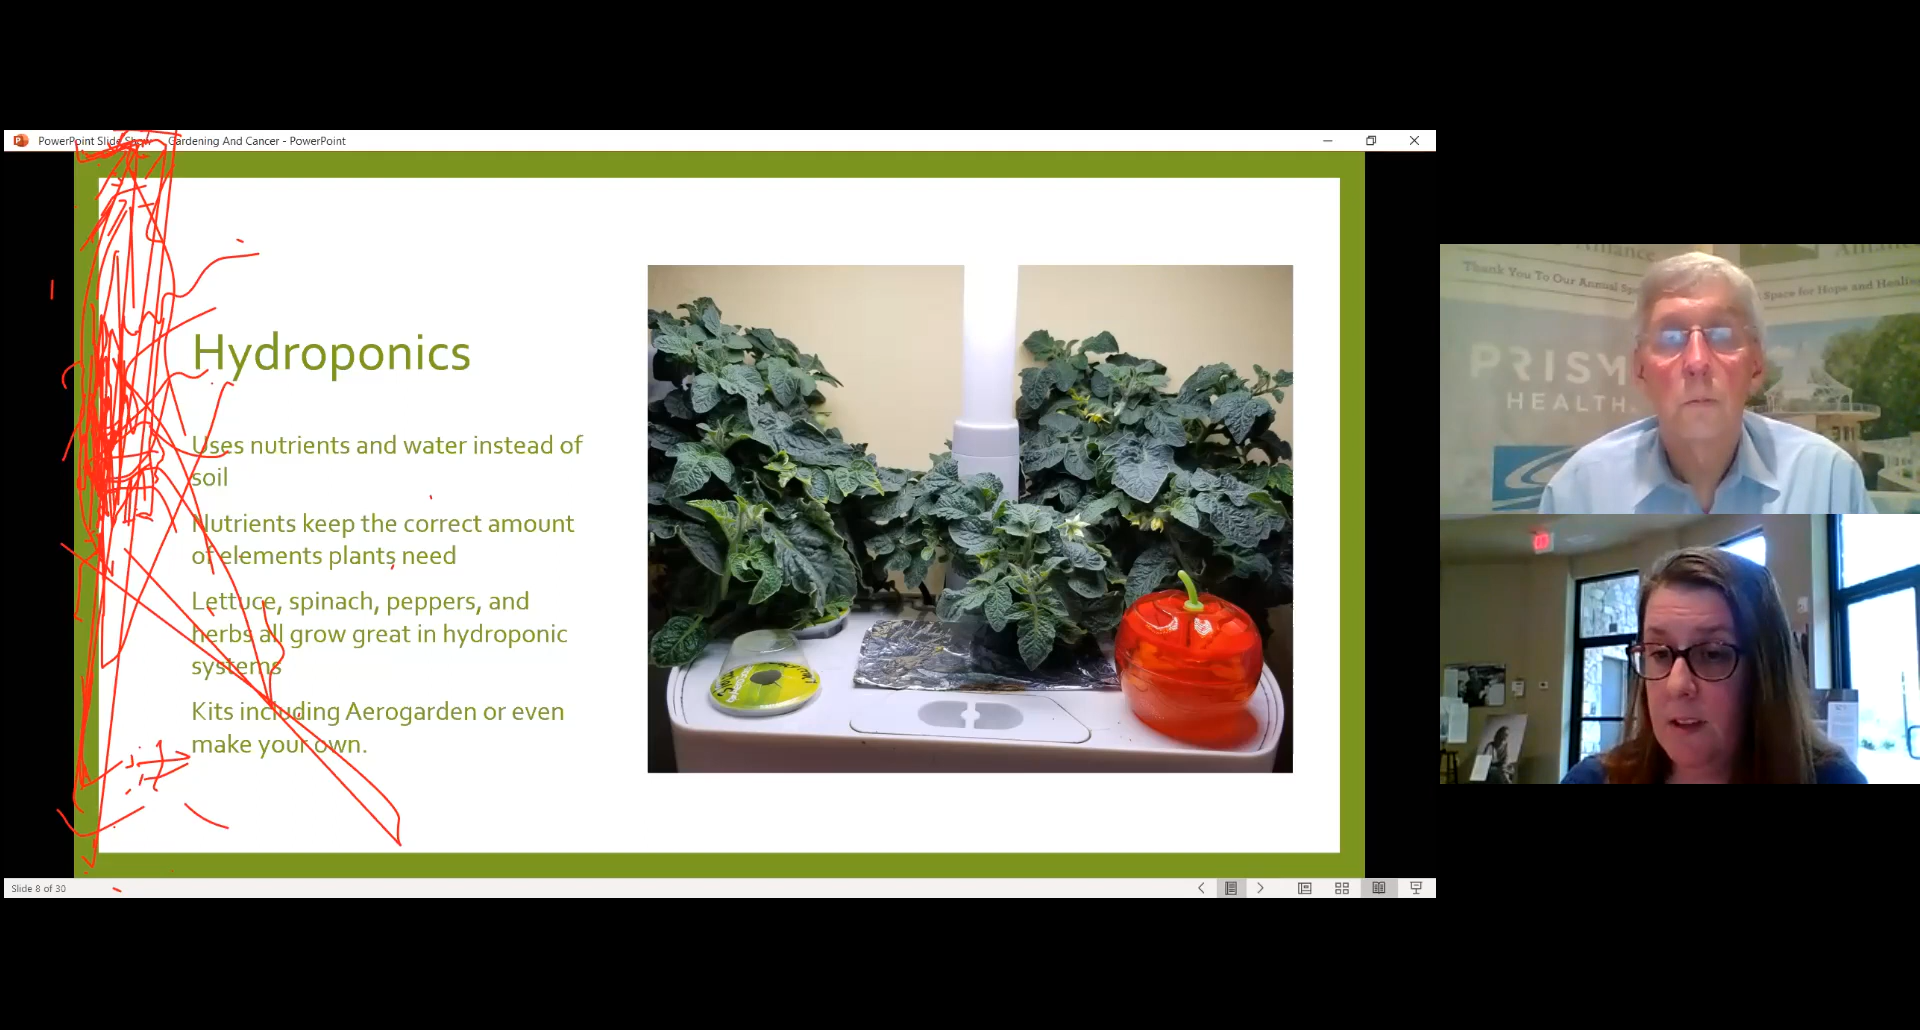 PowerPoint Slide Show - Gardening And Cancer - PowerPoint
Hydroponics
Uses nutrients and water instead of
soil
Nutrients keep the correct amount
of elements plants need
Lettuce, spinach, peppers, and
herbs all grow great in hydroponic
systems
Kits including Aerogarden or even
make your own.
Slide 8 of 30
Alliance
Thank You To Our Annual
Space for Hope and Healing
PRISM
HEALTH